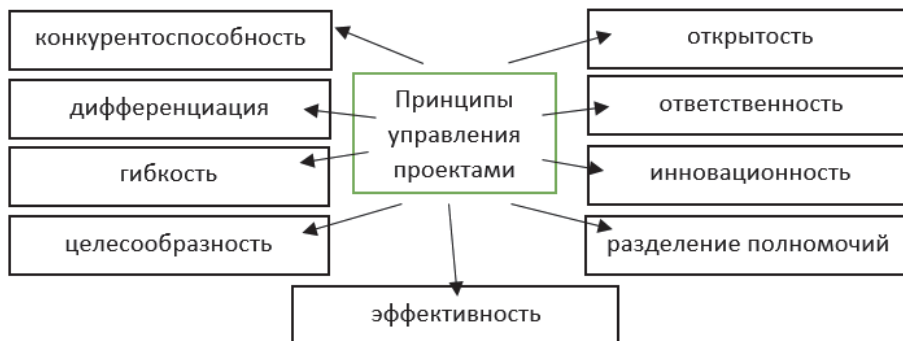 конкурентоспособность
открытость
Принципы
управления
проектами
дифференциация
ответственность
гибкость
инновационность
целесообразность
разделение полномочий
эффективность